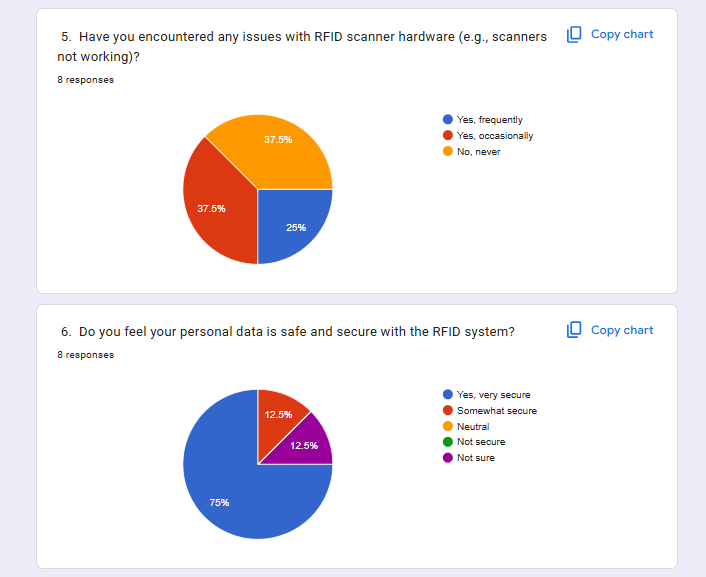 5. Have you encountered any issues with RFID scanner hardware (e.g., scanners
not working)?
Copy chart
8 responses
Yes, frequently
Yes, occasionally
No, never
37.5%
37.5%
25%
6. Do you feel your personal data is safe and secure with the RFID system?
Copy chart
8 responses
Yes, very secure
Somewhat secure
Neutral
Not secure
Not sure
12.5%
12.5%
75%